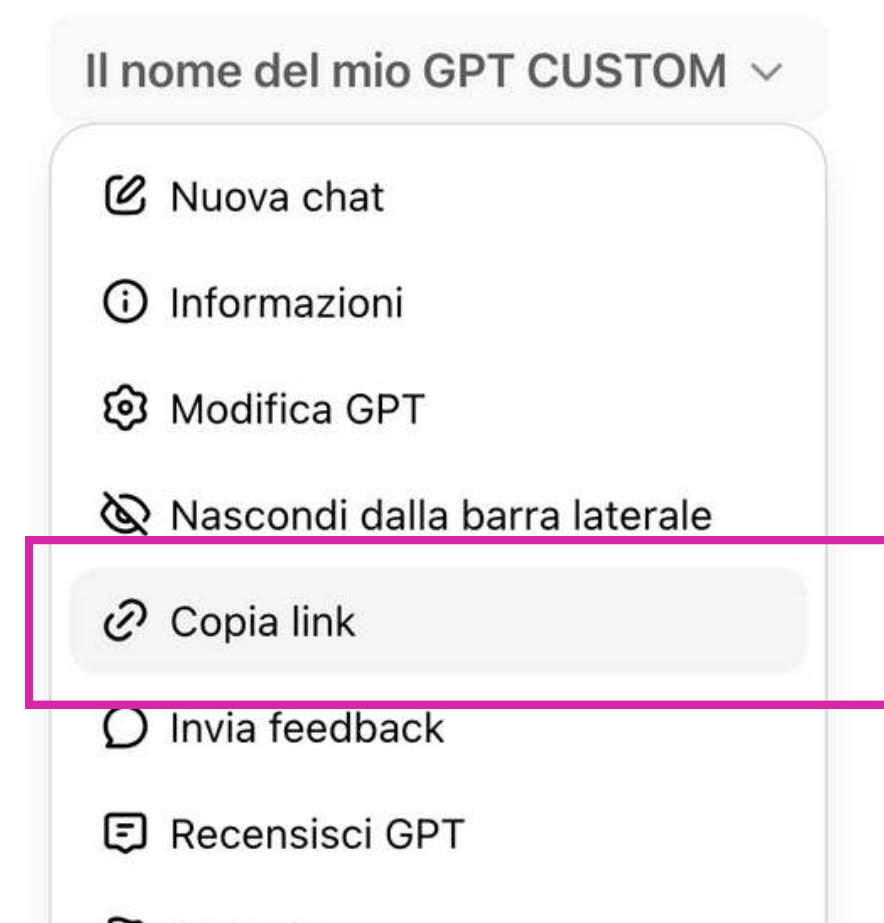 Il nome del mio GPT CUSTOM
Nuova chat
Informazioni
Modifica GPT
Nascondi dalla barra laterale
Copia link
Invia feedback
Recensisci GPT